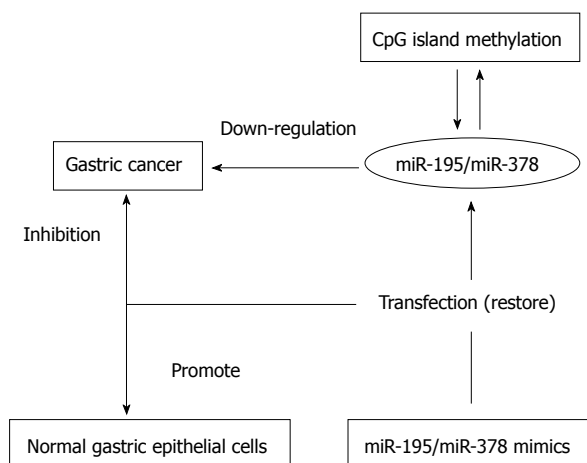 CpG island methylation
Down-regulation
Gastric cancer
miR-195/miR-378
Inhibition
Transfection (restore)
Promote
Normal gastric epithelial cells
miR-195/miR-378 mimics